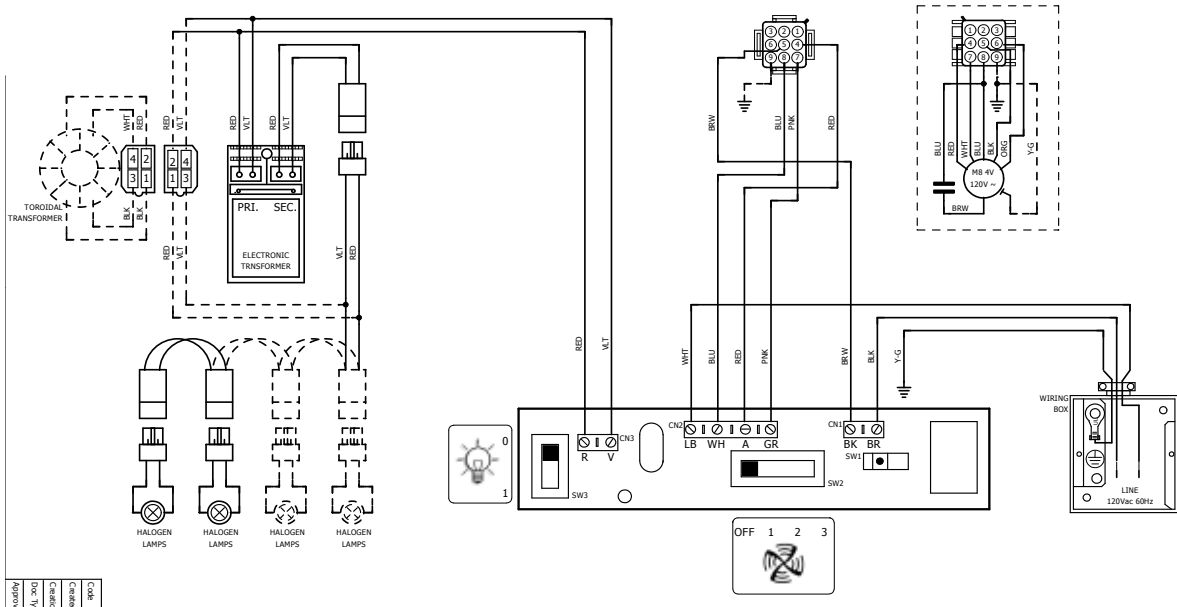 WHT
RED
RED
VLT
4 2
3 1
2 4
1 3
BLK
BLK
RED
VLT
TOROIDAL
TRANSFORMER
RED
VLT
RED
VLT
PRI. SEC.
ELECTRONIC
TRNSFORMER
VLT
RED
HALOGEN
LAMPS
HALOGEN
LAMPS
HALOGEN
LAMPS
HALOGEN
LAMPS
3 2 1
6 5 4
9 8 7
BRW
BLU
PNK
RED
1 2 3
4 5 6
7 8 9
BLU
RED
WHT
BLU
BLK
ORG
Y-G
M8 4V
120V ~
BRW
RED
VLT
WHT
BLU
RED
PNK
BRW
BLK
Y-G
0
1
SW3
R V
CN3
CN2
LB WH A GR
SW2
CN1
BK BR
SW1
OFF 1 2 3
WIRING
BOX
LINE
120Vac 60Hz
Code
Create
Creatio
Doc Ty
Approv